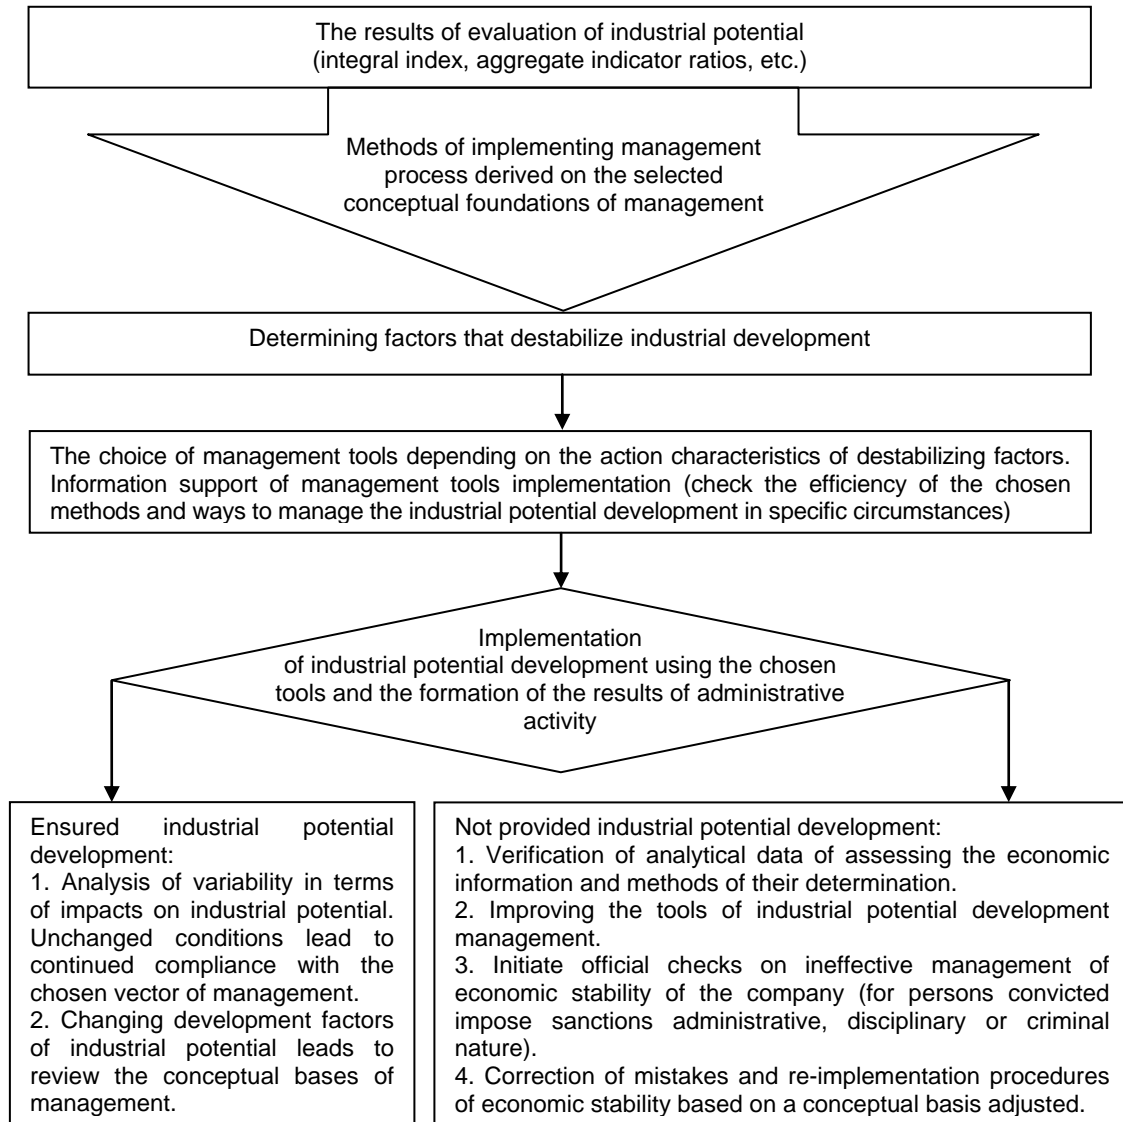 The results of evaluation of industrial potential
(integral index, aggregate indicator ratios, etc.)
Methods of implementing management
process derived on the selected
conceptual foundations of management
Determining factors that destabilize industrial development
The choice of management tools depending on the action characteristics of destabilizing factors.
Information support of management tools implementation (check the efficiency of the chosen
methods and ways to manage the industrial potential development in specific circumstances)
Implementation
of industrial potential development using the chosen
tools and the formation of the results of administrative
activity
Ensured industrial potential
development:
1. Analysis of variability in terms
of impacts on industrial potential.
Unchanged conditions lead to
continued compliance with the
chosen vector of management.
2. Changing development factors
of industrial potential leads to
review the conceptual bases of
management.
Not provided industrial potential development:
1. Verification of analytical data of assessing the economic
information and methods of their determination.
2. Improving the tools of industrial potential development
management.
3. Initiate official checks on ineffective management of
economic stability of the company (for persons convicted
impose sanctions administrative, disciplinary or criminal
nature).
4. Correction of mistakes and re-implementation procedures
of economic stability based on a conceptual basis adjusted.